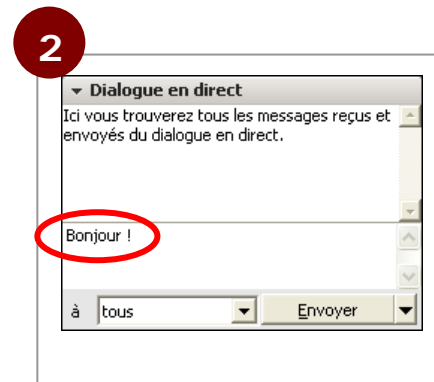 2
Dialogue en direct
Ici vous trouverez tous les messages reçus et
envoyés du dialogue en direct.
Bonjour !
à tous Envoyer